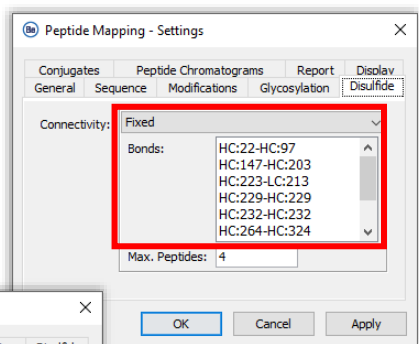 Be Peptide Mapping - Settings
Conjugates Peptide Chromatograms Report Display
General Sequence Modifications Glycosylation Disulfide
Connectivity: Fixed
Bonds: HC:22-HC:97
HC:147-HC:203
HC:223-LC:213
HC:229-HC:229
HC:232-HC:232
HC:264-HC:324
Max. Peptides: 4
OK Cancel Apply